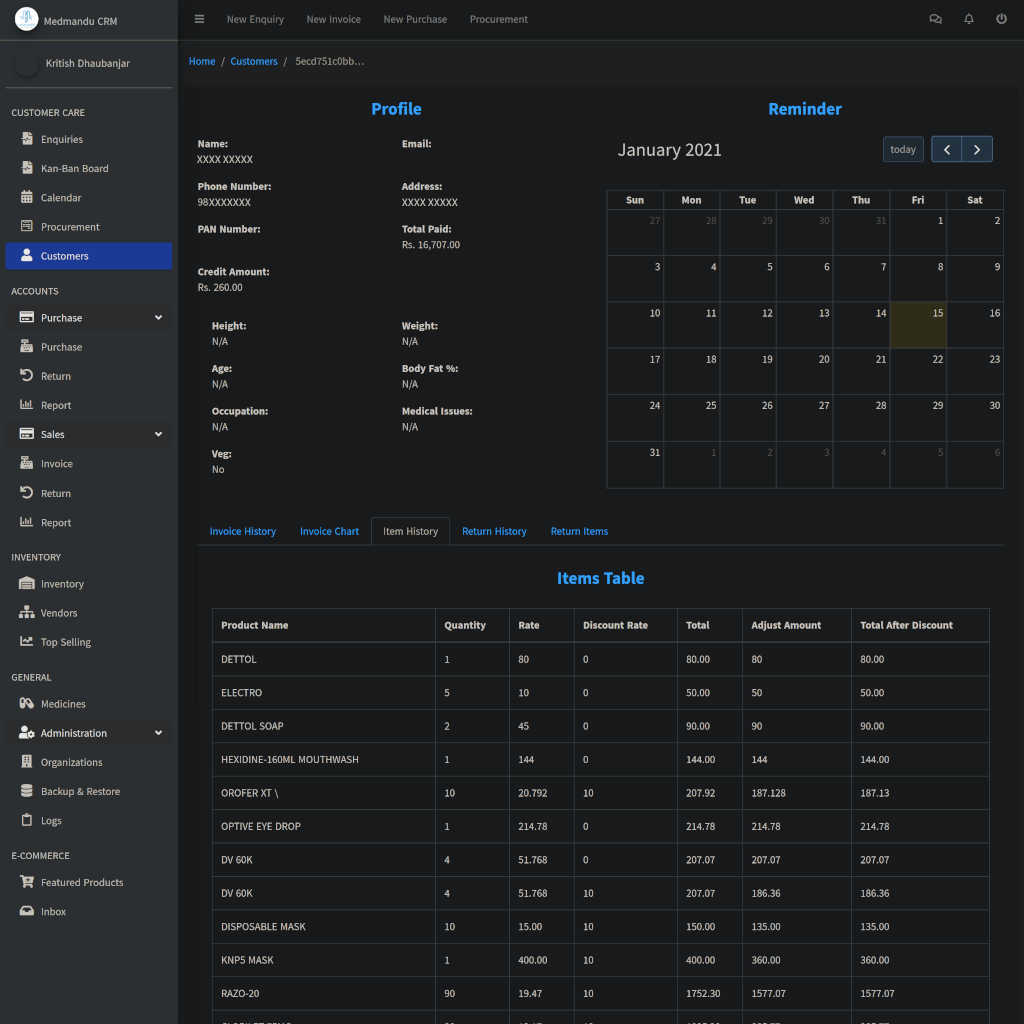 Medmandu CRM
New Enquiry New Invoice New Purchase Procurement
Kritish Dhaubanjar
CUSTOMER CARE
Enquiries
Kan-Ban Board
Calendar
Procurement
Customers
ACCOUNTS
Purchase
Purchase
Return
Report
Sales
Invoice
Return
Report
INVENTORY
Inventory
Vendors
Top Selling
GENERAL
Medicines
Administration
Organizations
Backup & Restore
Logs
E-COMMERCE
Featured Products
Inbox
Home / Customers / 5ecd751c0bb...
Profile
Name: Email:
XXXX XXXXX
Phone Number: Address:
98XXXXXXX XXXX XXXXX
PAN Number: Total Paid:
Rs. 16,707.00
Credit Amount:
Rs. 260.00
Height: Weight:
N/A N/A
Age: Body Fat %:
N/A N/A
Occupation: Medical Issues:
N/A N/A
Veg:
No
Reminder
January 2021 today
Sun Mon Tue Wed Thu Fri Sat
27 28 29 30 31 1 2
3 4 5 6 7 8 9
10 11 12 13 14 15 16
17 18 19 20 21 22 23
24 25 26 27 28 29 30
31 1 2 3 4 5 6
Invoice History Invoice Chart Item History Return History Return Items
Items Table
Product Name Quantity Rate Discount Rate Total Adjust Amount Total After Discount
DETTOL 1 80 0 80.00 80 80.00
ELECTRO 5 10 0 50.00 50 50.00
DETTOL SOAP 2 45 0 90.00 90 90.00
HEXIDINE-160ML MOUTHWASH 1 144 0 144.00 144 144.00
OROFER XT \ 10 20.792 10 207.92 187.128 187.13
OPTIVE EYE DROP 1 214.78 0 214.78 214.78 214.78
DV 60K 4 51.768 0 207.07 207.07 207.07
DV 60K 4 51.768 10 207.07 186.36 186.36
DISPOSABLE MASK 10 15.00 10 150.00 135.00 135.00
KNP5 MASK 1 400.00 10 400.00 360.00 360.00
RAZO-20 90 19.47 10 1752.30 1577.07 1577.07